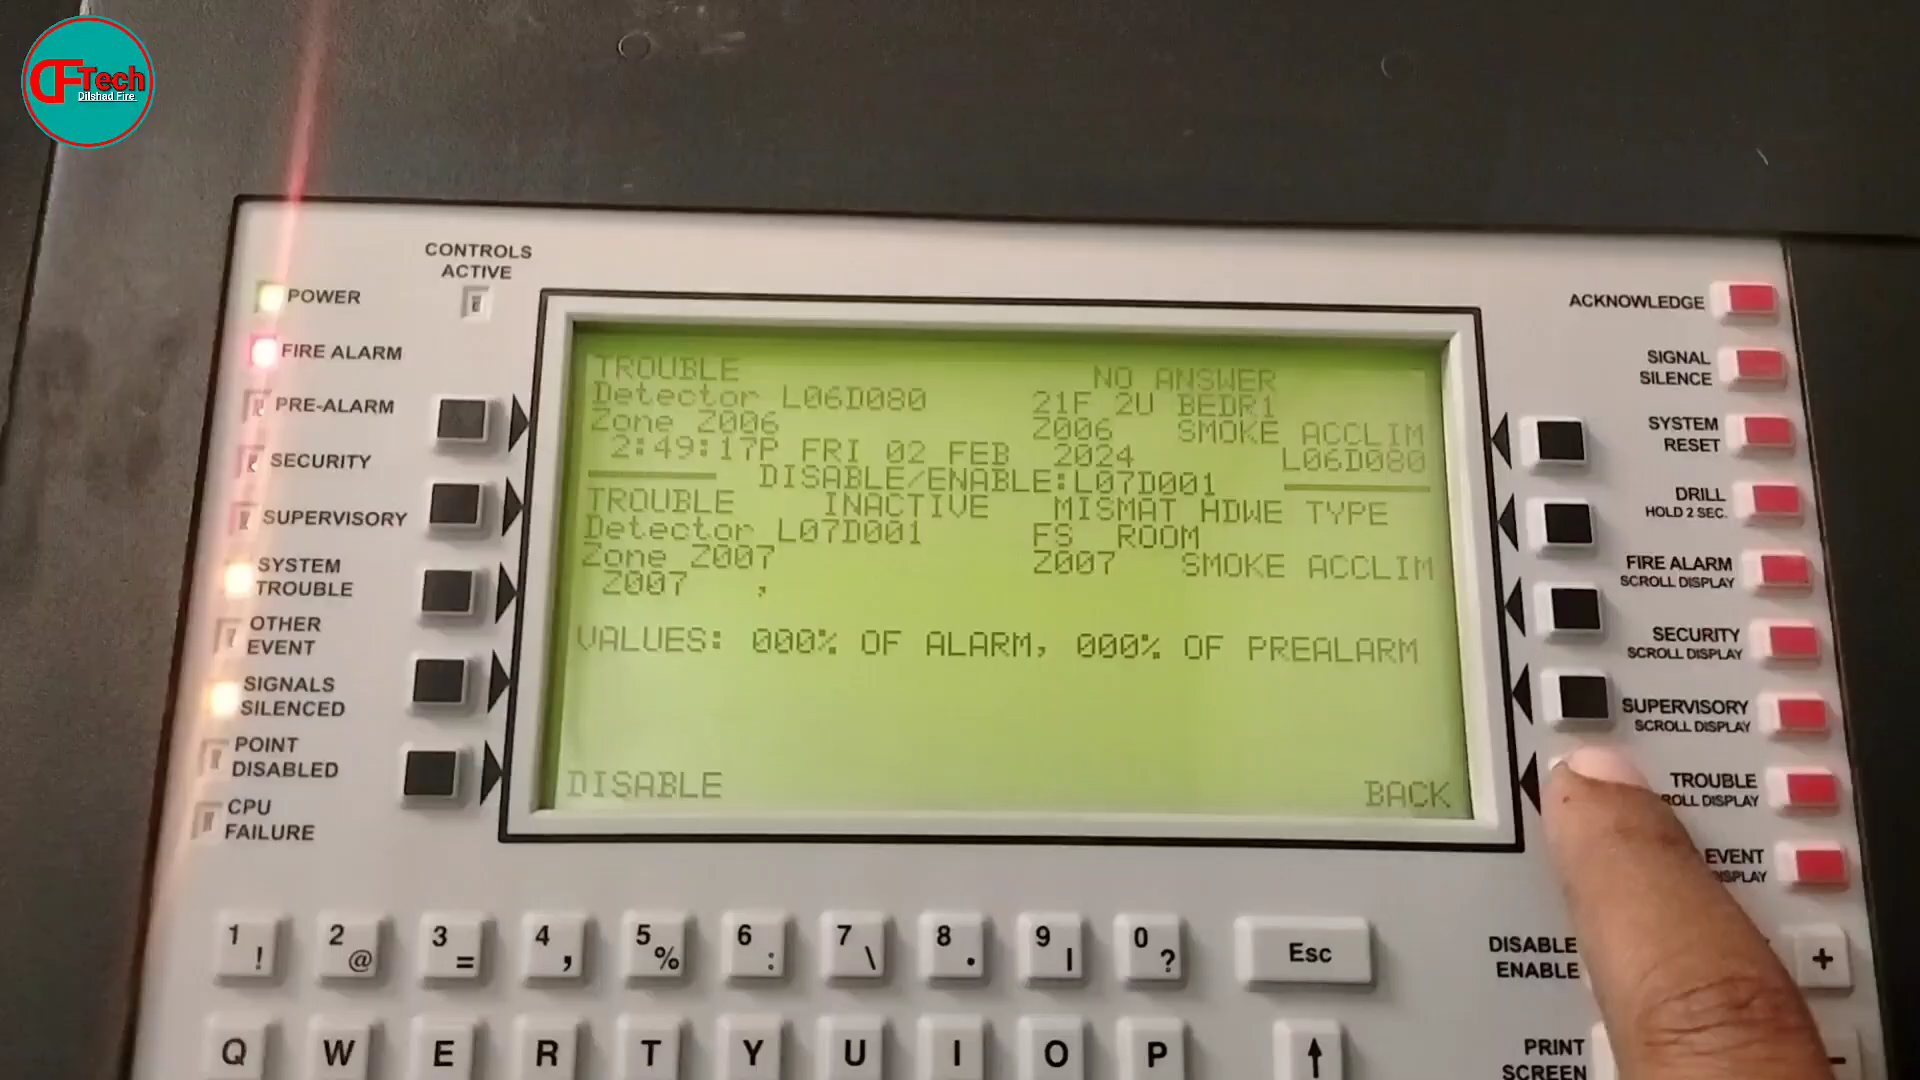 DFTech
Dilshad Fire
CONTROLS
ACTIVE
POWER
FIRE ALARM
PRE-ALARM
SECURITY
SUPERVISORY
SYSTEM
TROUBLE
OTHER
EVENT
SIGNALS
SILENCED
POINT
DISABLED
CPU
FAILURE
TROUBLE NO ANSWER
Detector L06D080 21F 2U BEDR1
Zone Z006 Z006 SMOKE ACCLIM
2:49:17P FRI 02 FEB 2024 L06D080
DISABLE/ENABLE:L07D001
TROUBLE INACTIVE MISMAT HDWE TYPE
Detector L07D001 FS ROOM
Zone Z007 Z007 SMOKE ACCLIM
Z007 ,
VALUES: 000% OF ALARM, 000% OF PREALARM
DISABLE BACK
ACKNOWLEDGE
SIGNAL
SILENCE
SYSTEM
RESET
DRILL
HOLD 2 SEC.
FIRE ALARM
SCROLL DISPLAY
SECURITY
SCROLL DISPLAY
SUPERVISORY
SCROLL DISPLAY
TROUBLE
ROLL DISPLAY
EVENT
DISPLAY
1 ! 2 @ 3 = 4 , 5 % 6 : 7 \ 8 . 9 | 0 ? Esc
DISABLE
ENABLE
+
Q W E R T Y U I O P ↑
PRINT
SCREEN
-